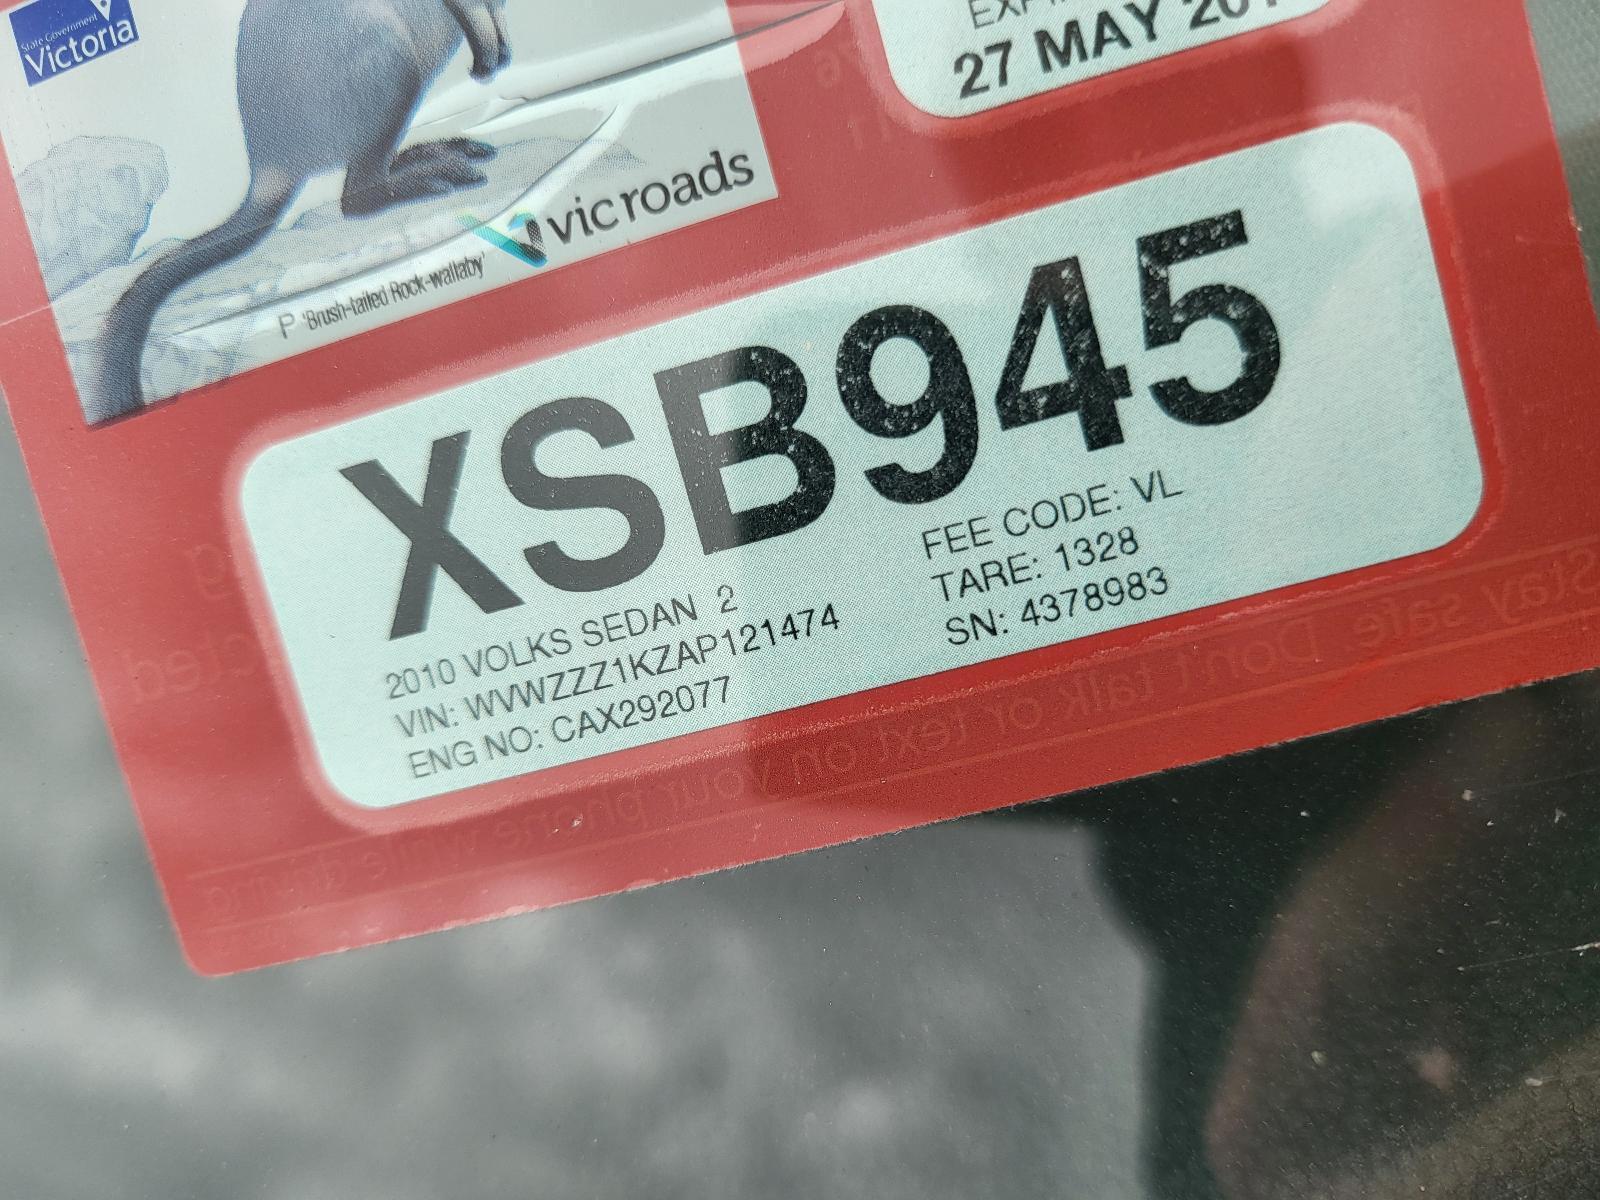 State Government
Victoria
27 MAY
vicroads
P 'Brush-tailed Rock-wallaby'
XSB945
2010 VOLKS SEDAN 2
VIN: WVWZZZ1KZAP121474
ENG NO: CAX292077
FEE CODE: VL
TARE: 1328
SN: 4378983
Stay safe. Don't talk or text on your phone while driving